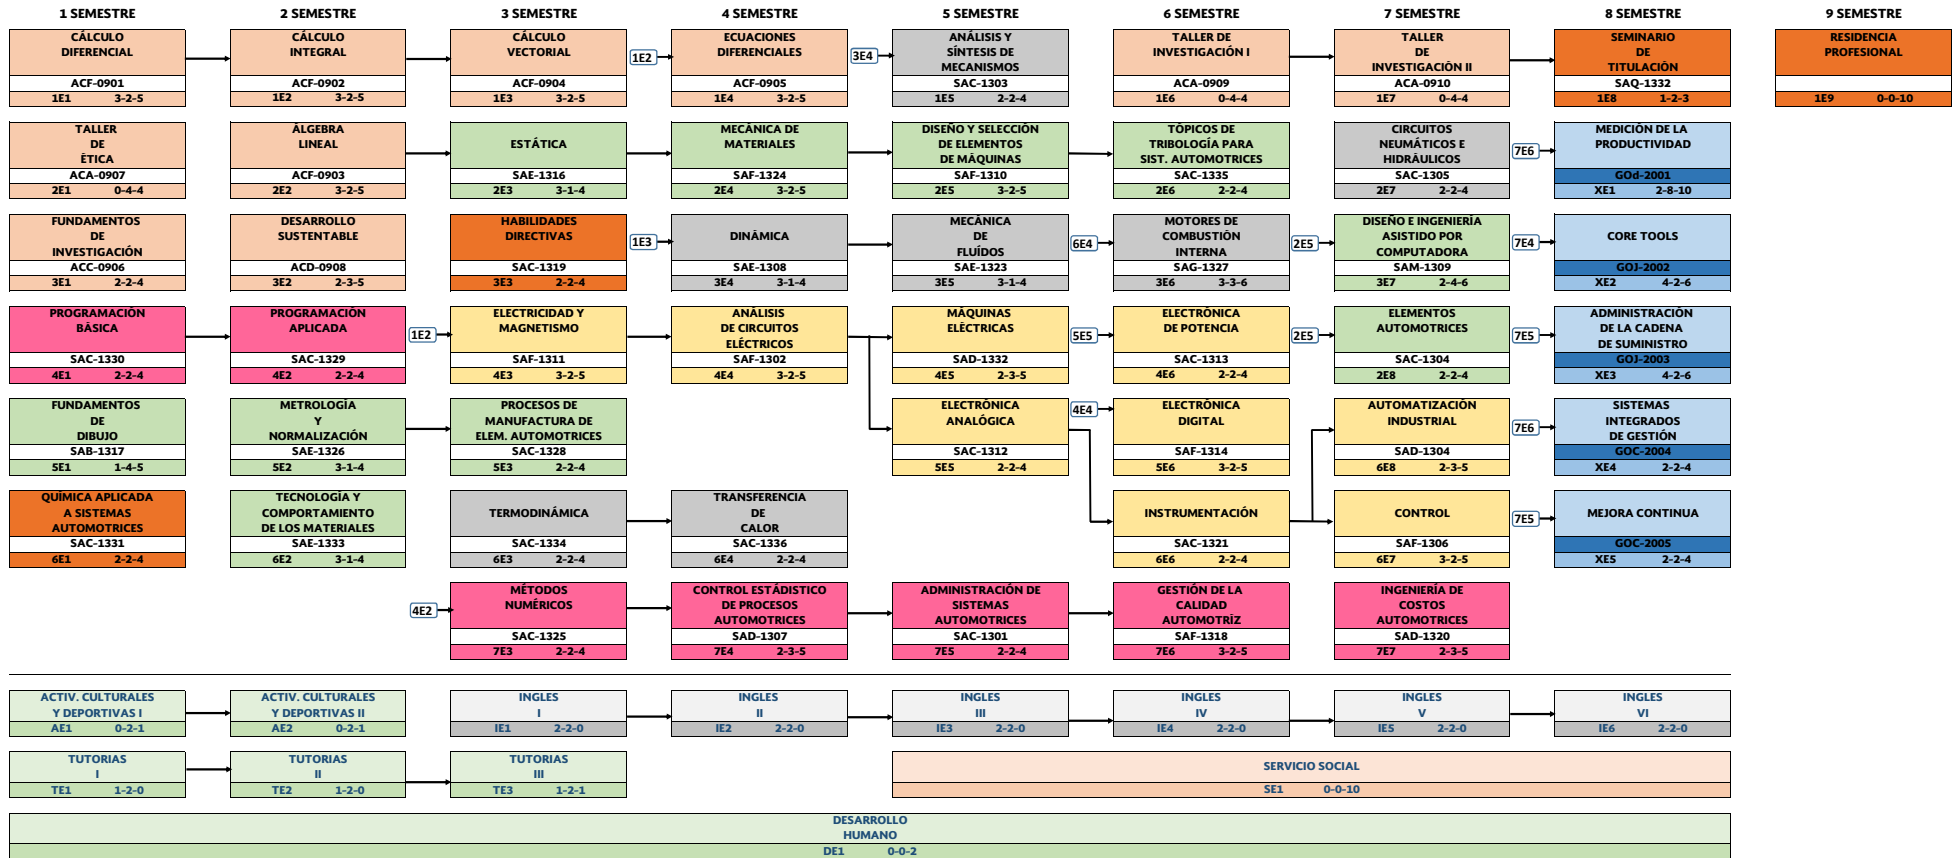 1 SEMESTRE
2 SEMESTRE
3 SEMESTRE
4 SEMESTRE
5 SEMESTRE
6 SEMESTRE
7 SEMESTRE
8 SEMESTRE
9 SEMESTRE
CÁLCULO
DIFERENCIAL
ACF-0901
1E1 3-2-5
CÁLCULO
INTEGRAL
ACF-0902
1E2 3-2-5
CÁLCULO
VECTORIAL
ACF-0904
1E3 3-2-5
1E2
ECUACIONES
DIFERENCIALES
ACF-0905
1E4 3-2-5
3E4
ANÁLISIS Y
SÍNTESIS DE
MECANISMOS
SAC-1303
1E5 2-2-4
TALLER DE
INVESTIGACIÓN I
ACA-0909
1E6 0-4-4
TALLER
DE
INVESTIGACIÓN II
ACA-0910
1E7 0-4-4
SEMINARIO
DE
TITULACIÓN
SAQ-1332
1E8 1-2-3
RESIDENCIA
PROFESIONAL
1E9 0-0-10
TALLER
DE
ÉTICA
ACA-0907
2E1 0-4-4
ÁLGEBRA
LINEAL
ACF-0903
2E2 3-2-5
ESTÁTICA
SAE-1316
2E3 3-1-4
MECÁNICA DE
MATERIALES
SAF-1324
2E4 3-2-5
DISEÑO Y SELECCIÓN
DE ELEMENTOS
DE MÁQUINAS
SAF-1310
2E5 3-2-5
TÓPICOS DE
TRIBOLOGÍA PARA
SIST. AUTOMOTRICES
SAC-1335
2E6 2-2-4
CIRCUITOS
NEUMÁTICOS E
HIDRÁULICOS
SAC-1305
2E7 2-2-4
7E6
MEDICIÓN DE LA
PRODUCTIVIDAD
GOd-2001
XE1 2-8-10
FUNDAMENTOS
DE
INVESTIGACIÓN
ACC-0906
3E1 2-2-4
DESARROLLO
SUSTENTABLE
ACD-0908
3E2 2-3-5
HABILIDADES
DIRECTIVAS
SAC-1319
3E3 2-2-4
1E3
DINÁMICA
SAE-1308
3E4 3-1-4
MECÁNICA
DE
FLUÍDOS
SAE-1323
3E5 3-1-4
6E4
MOTORES DE
COMBUSTIÓN
INTERNA
SAG-1327
3E6 3-3-6
2E5
DISEÑO E INGENIERÍA
ASISTIDO POR
COMPUTADORA
SAM-1309
3E7 2-4-6
7E4
CORE TOOLS
GOJ-2002
XE2 4-2-6
PROGRAMACIÓN
BÁSICA
SAC-1330
4E1 2-2-4
PROGRAMACIÓN
APLICADA
SAC-1329
4E2 2-2-4
1E2
ELECTRICIDAD Y
MAGNETISMO
SAF-1311
4E3 3-2-5
ANÁLISIS
DE CIRCUITOS
ELÉCTRICOS
SAF-1302
4E4 3-2-5
MÁQUINAS
ELÉCTRICAS
SAD-1332
4E5 2-3-5
5E5
ELECTRÓNICA
DE POTENCIA
SAC-1313
4E6 2-2-4
2E5
ELEMENTOS
AUTOMOTRICES
SAC-1304
2E8 2-2-4
7E5
ADMINISTRACIÓN
DE LA CADENA
DE SUMINISTRO
GOJ-2003
XE3 4-2-6
FUNDAMENTOS
DE
DIBUJO
SAB-1317
5E1 1-4-5
METROLOGÍA
Y
NORMALIZACIÓN
SAE-1326
5E2 3-1-4
PROCESOS DE
MANUFACTURA DE
ELEM. AUTOMOTRICES
SAC-1328
5E3 2-2-4
ELECTRÓNICA
ANALÓGICA
SAC-1312
5E5 2-2-4
4E4
ELECTRÓNICA
DIGITAL
SAF-1314
5E6 3-2-5
AUTOMATIZACIÓN
INDUSTRIAL
SAD-1304
6E8 2-3-5
7E6
SISTEMAS
INTEGRADOS
DE GESTIÓN
GOC-2004
XE4 2-2-4
QUÍMICA APLICADA
A SISTEMAS
AUTOMOTRICES
SAC-1331
6E1 2-2-4
TECNOLOGÍA Y
COMPORTAMIENTO
DE LOS MATERIALES
SAE-1333
6E2 3-1-4
TERMODINÁMICA
SAC-1334
6E3 2-2-4
TRANSFERENCIA
DE
CALOR
SAC-1336
6E4 2-2-4
INSTRUMENTACIÓN
SAC-1321
6E6 2-2-4
CONTROL
SAF-1306
6E7 3-2-5
7E5
MEJORA CONTINUA
GOC-2005
XE5 2-2-4
4E2
MÉTODOS
NUMÉRICOS
SAC-1325
7E3 2-2-4
CONTROL ESTÁDISTICO
DE PROCESOS
AUTOMOTRICES
SAD-1307
7E4 2-3-5
ADMINISTRACIÓN DE
SISTEMAS
AUTOMOTRICES
SAC-1301
7E5 2-2-4
GESTIÓN DE LA
CALIDAD
AUTOMOTRÍZ
SAF-1318
7E6 3-2-5
INGENIERÍA DE
COSTOS
AUTOMOTRICES
SAD-1320
7E7 2-3-5
ACTIV. CULTURALES
Y DEPORTIVAS I
AE1 0-2-1
ACTIV. CULTURALES
Y DEPORTIVAS II
AE2 0-2-1
INGLES
I
IE1 2-2-0
INGLES
II
IE2 2-2-0
INGLES
III
IE3 2-2-0
INGLES
IV
IE4 2-2-0
INGLES
V
IE5 2-2-0
INGLES
VI
IE6 2-2-0
TUTORIAS
I
TE1 1-2-0
TUTORIAS
II
TE2 1-2-0
TUTORIAS
III
TE3 1-2-1
SERVICIO SOCIAL
SE1 0-0-10
DESARROLLO
HUMANO
DE1 0-0-2